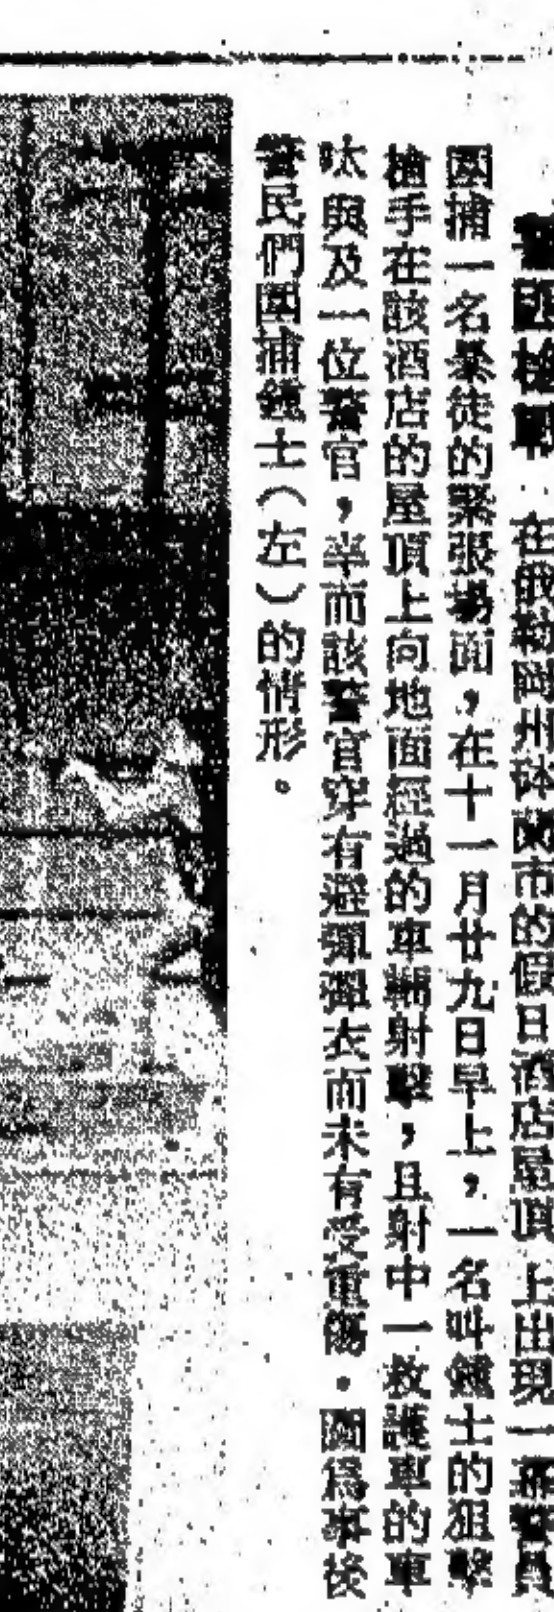 警匪槍戰．在俄勒岡州砵倫市的假日酒店屋頂上出現一幕警員
圍捕一名暴徒的緊張場面，在十一月廿九日早上，一名叫 士的狙擊
槍手在該酒店的屋頂上向地面經過的車輛射擊，且射中一救護車的車
呔與及一位警官，幸而該警官穿有避彈彈衣而未有受重傷．圖爲事後
警民們圍捕 士（左）的情形。